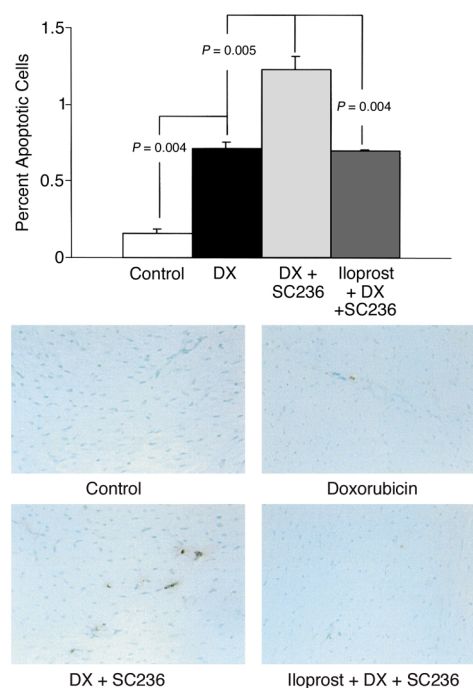 Percent Apoptotic Cells
1.5
1
0.5
0
P = 0.005
P = 0.004
P = 0.004
Control
DX
DX +
SC236
Iloprost
+ DX
+SC236
Control
Doxorubicin
DX + SC236
Iloprost + DX + SC236